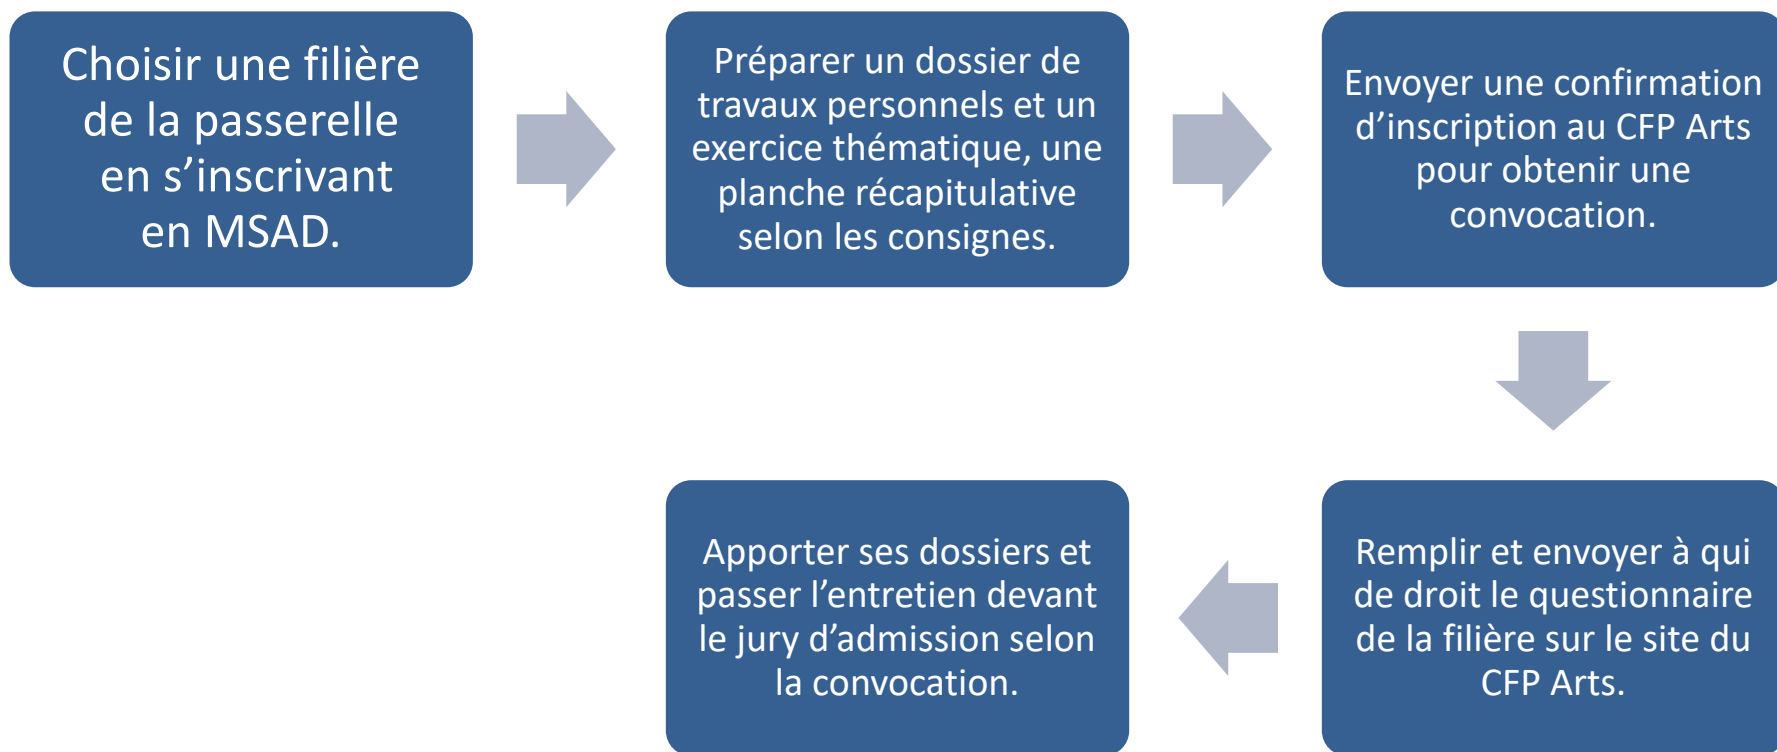 Choisir une filière
de la passerelle
en s’inscrivant
en MSAD.
Préparer un dossier de
travaux personnels et un
exercice thématique, une
planche récapitulative
selon les consignes.
Envoyer une confirmation
d’inscription au CFP Arts
pour obtenir une
convocation.
Remplir et envoyer à qui
de droit le questionnaire
de la filière sur le site du
CFP Arts.
Apporter ses dossiers et
passer l’entretien devant
le jury d’admission selon
la convocation.